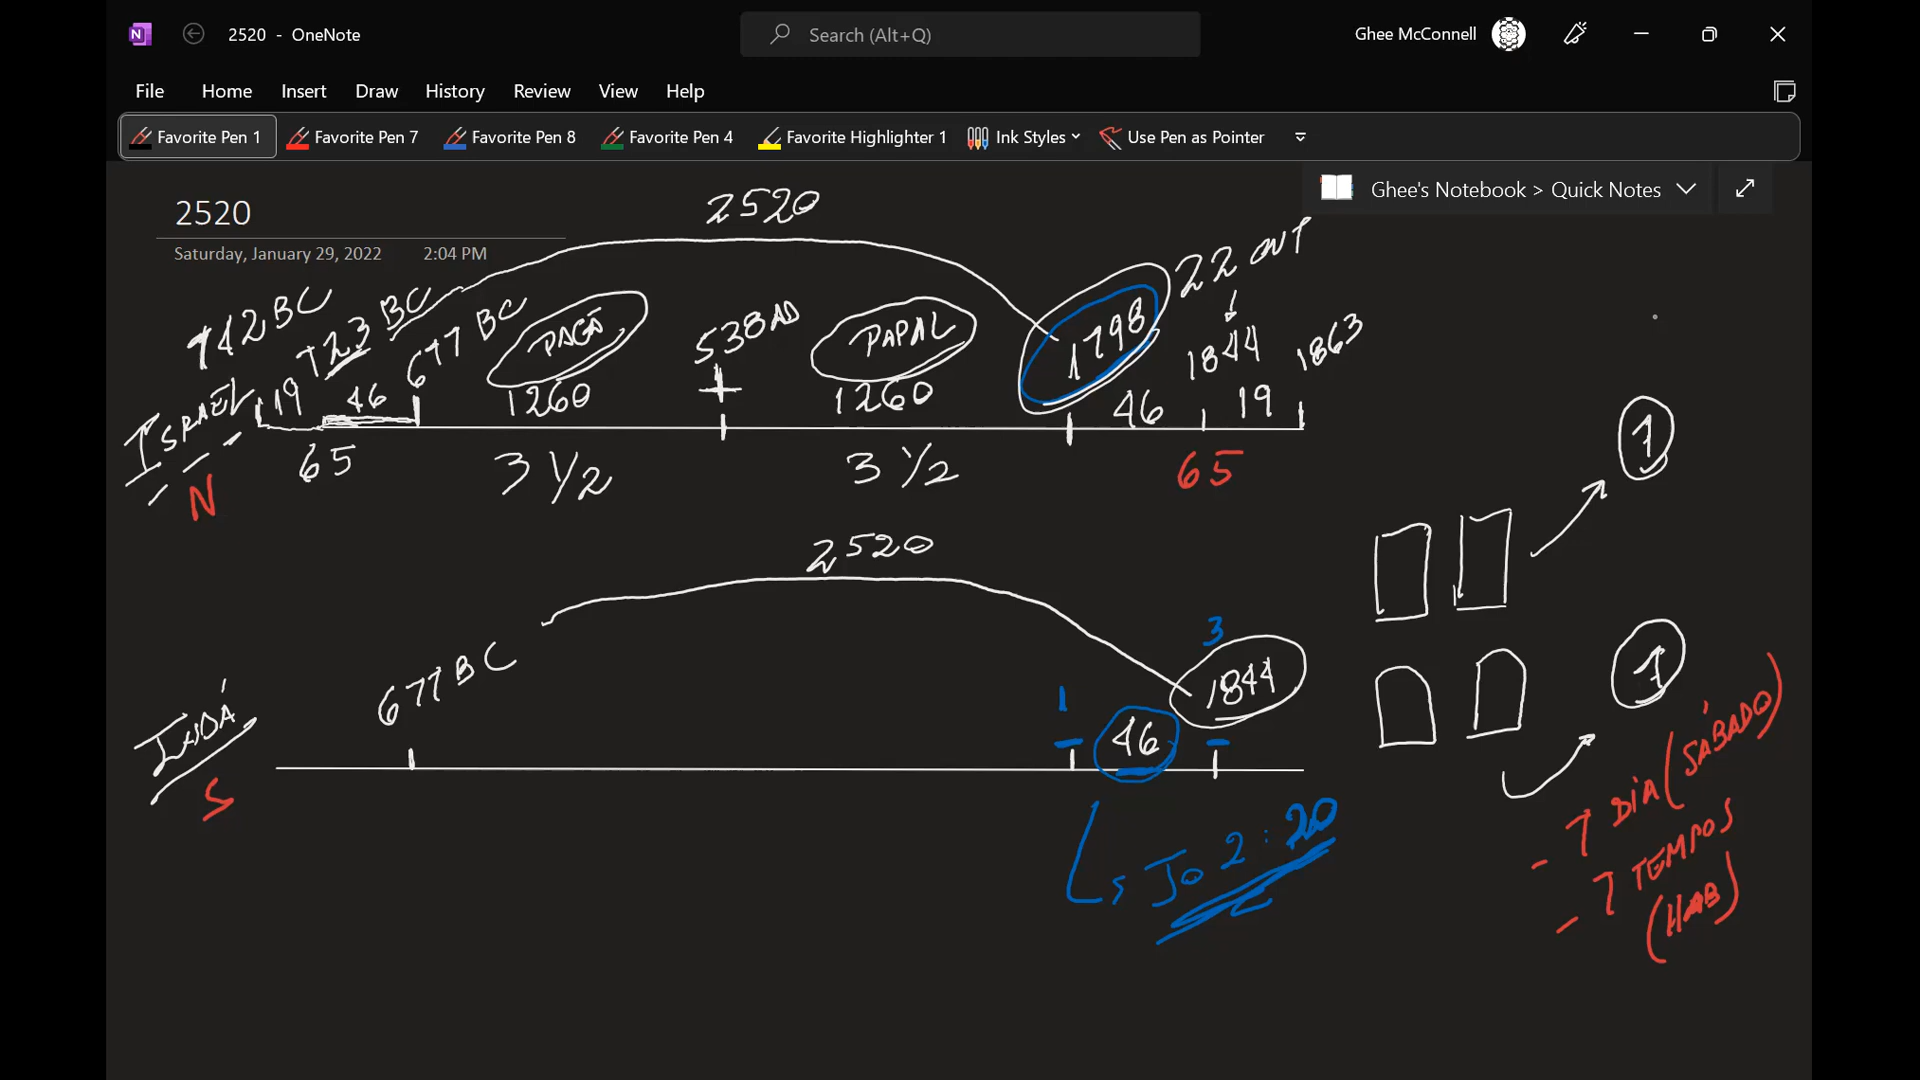 2520 - OneNote
Search (Alt+Q)
Ghee McConnell
File Home Insert Draw History Review View Help
Favorite Pen 1 Favorite Pen 7 Favorite Pen 8 Favorite Pen 4 Favorite Highlighter 1 Ink Styles Use Pen as Pointer
Ghee's Notebook > Quick Notes
2520
Saturday, January 29, 2022 2:04 PM
2520
22 OUT
742 BC 723 BC 677 BC PAGÃ 538 AD PAPAL 1798 1844 1863
ISRAEL 19 46 1260 1260 46 19
N 65 3 1/2 3 1/2 65
7
2520
677 BC 3 1844
JUDÁ 1 46
S
7
Jo 2:20
- 7 DIA (SÁBADO)
- 7 TEMPOS
(HAB)